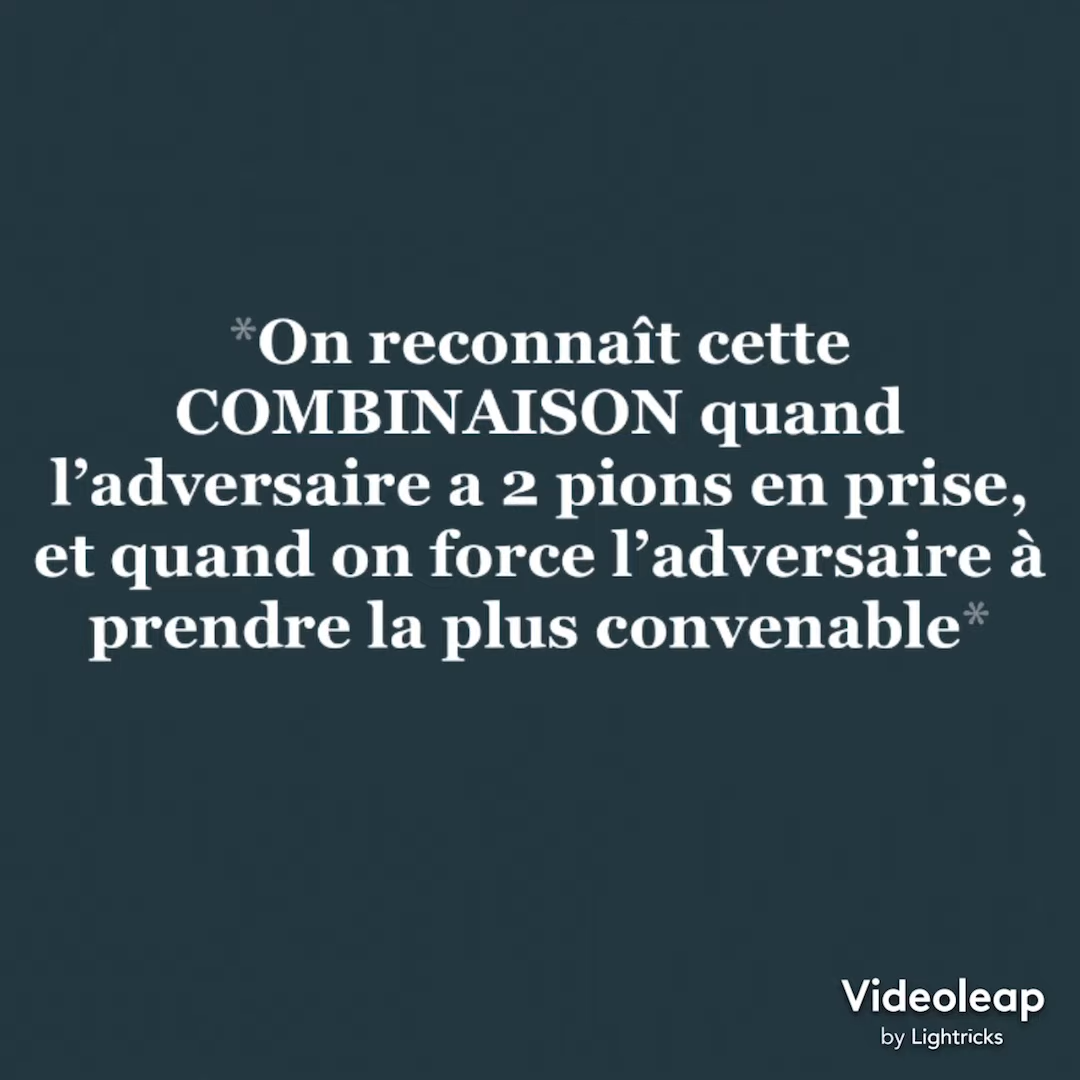 *On reconnaît cette
COMBINAISON quand
l’adversaire a 2 pions en prise,
et quand on force l’adversaire à
prendre la plus convenable*
Videoleap
by Lightricks